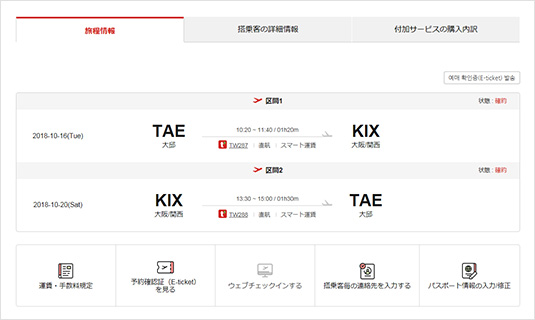 旅程情報
搭乗客の詳細情報
付加サービスの購入内訳
예매 확인증(E-ticket) 발송
区間1
状態 : 確約
2018-10-16(Tue)
TAE
大邱
10:20 ~ 11:40 / 01h20m
t TW287 | 直航 | スマート運賃
KIX
大阪/関西
区間2
状態 : 確約
2018-10-20(Sat)
KIX
大阪/関西
13:30 ~ 15:00 / 01h30m
t TW288 | 直航 | スマート運賃
TAE
大邱
運賃・手数料規定
予約確認証（E-ticket）
を見る
ウェブチェックインする
搭乗客毎の連絡先を入力する
パスポート情報の入力/修正